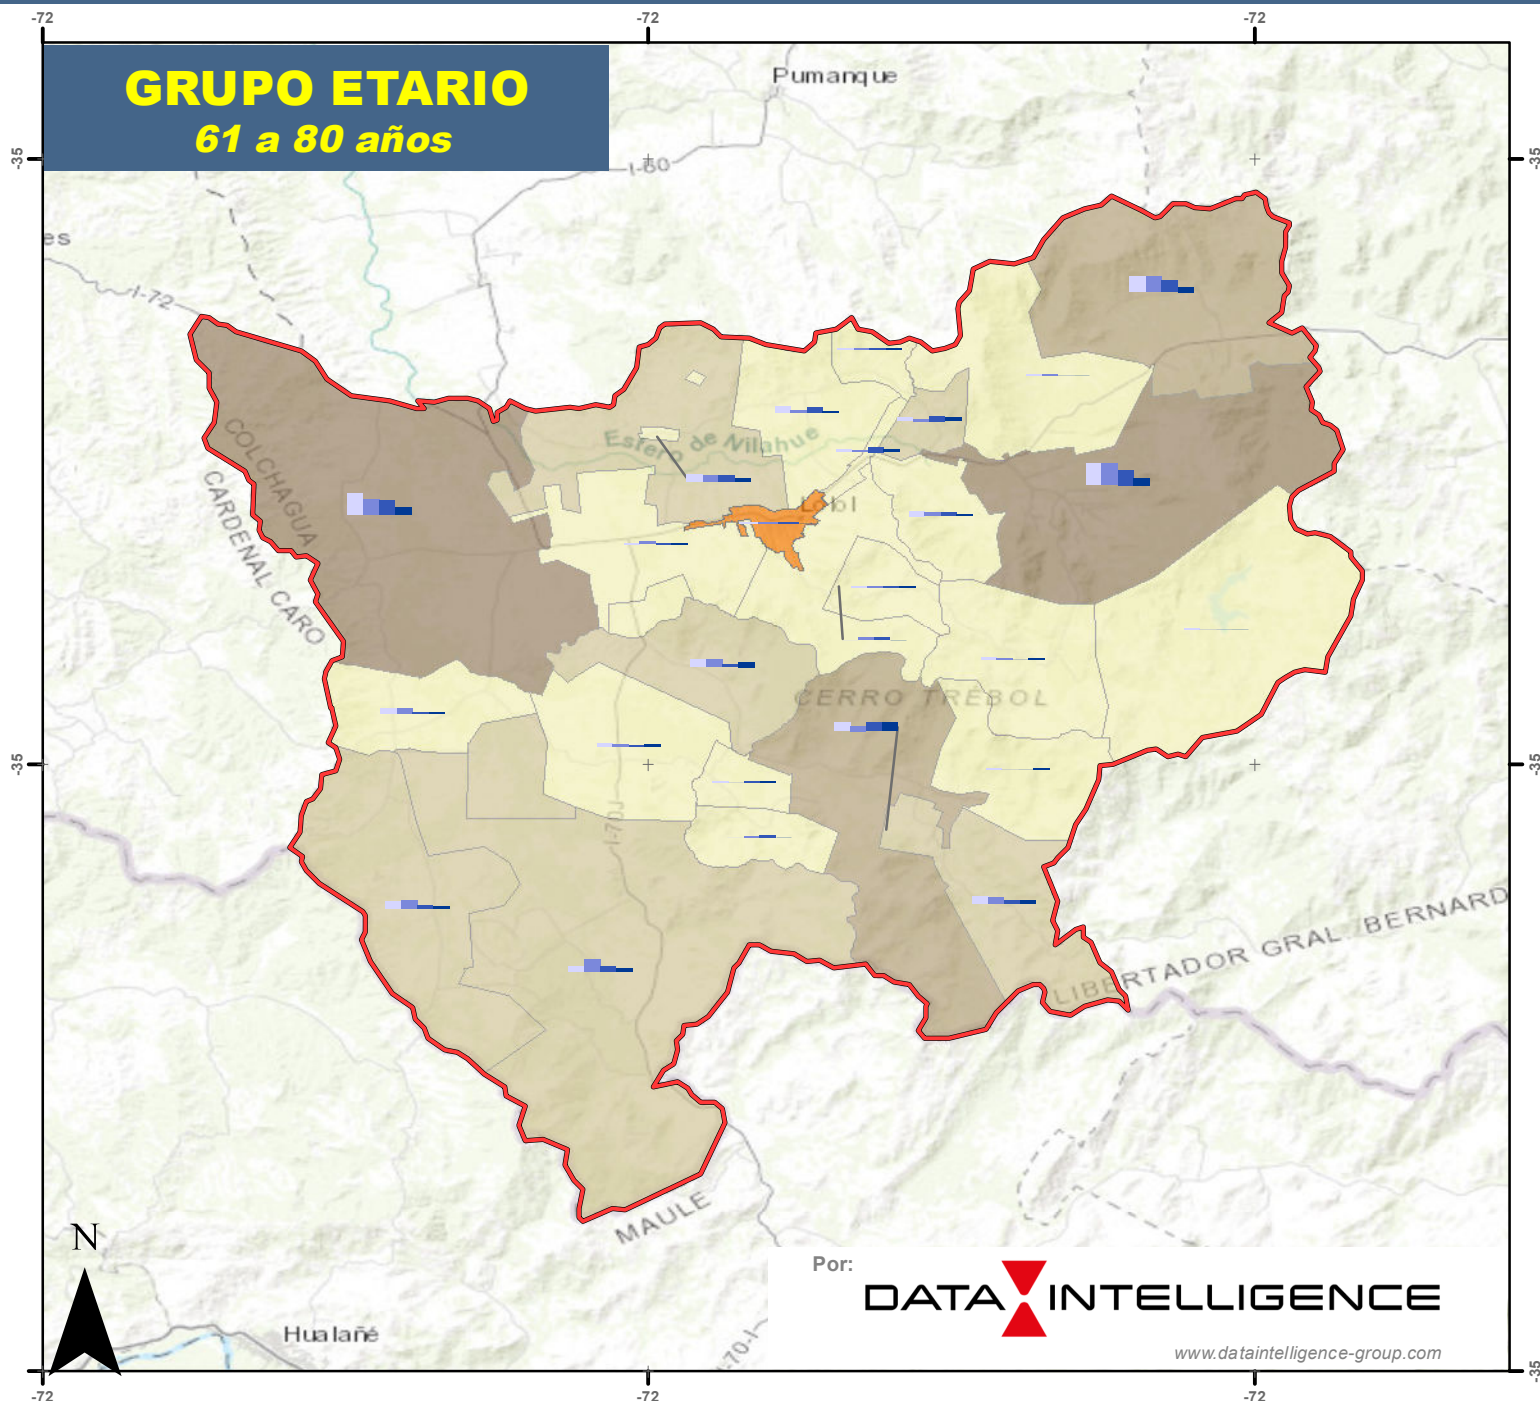 -72 -72 -72
GRUPO ETARIO
61 a 80 años
Pumanque
-35 -35
I-60
es
I-72
COLCHAGUA
CARDENAL CARO
Estero de Nilahue
Lolol
CERRO TREBOL
-35 -35
I-70J
LIBERTADOR GRAL. BERNARD
MAULE
N
Por:
DATA INTELLIGENCE
www.dataintelligence-group.com
Hualañé
I-70-I
-35
-72 -72 -72